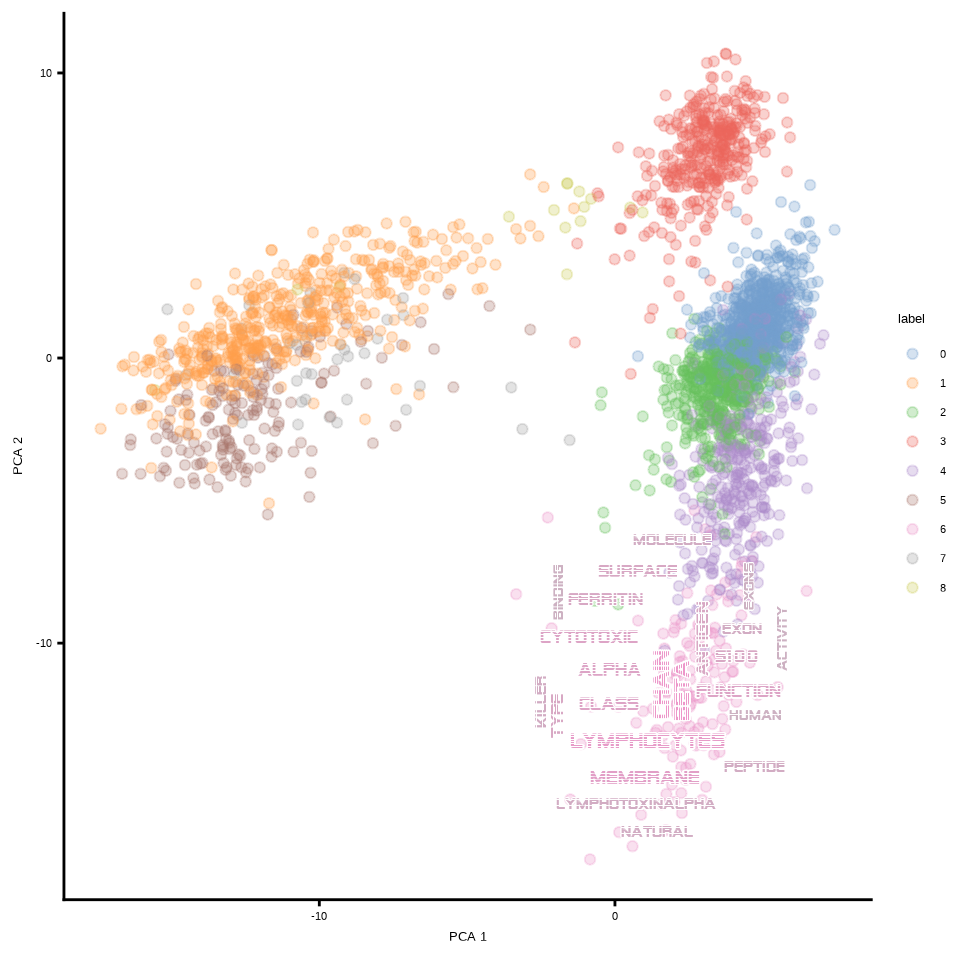 10
0
-10
PCA 2
-10
0
PCA 1
label
0
1
2
3
4
5
6
7
8
MOLECULE
SURFACE
BINDING
FERRITIN
EXONS
CYTOTOXIC
EXON
ACTIVITY
ANTIGEN
ALPHA
S100
KILLER
TYPE
CLASS
FUNCTION
HUMAN
LYMPHOCYTES
PEPTIDE
MEMBRANE
LYMPHOTOXINALPHA
NATURAL